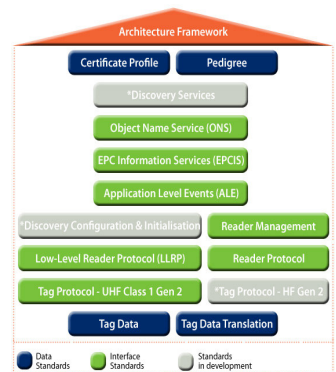 Architecture Framework
Certificate Profile
Pedigree
*Discovery Services
Object Name Service (ONS)
EPC Information Services (EPCIS)
Application Level Events (ALE)
*Discovery Configuration & Initialisation
Reader Management
Low-Level Reader Protocol (LLRP)
Reader Protocol
Tag Protocol - UHF Class 1 Gen 2
*Tag Protocol - HF Gen 2
Tag Data
Tag Data Translation
Data
Standards
Interface
Standards
Standards
in development